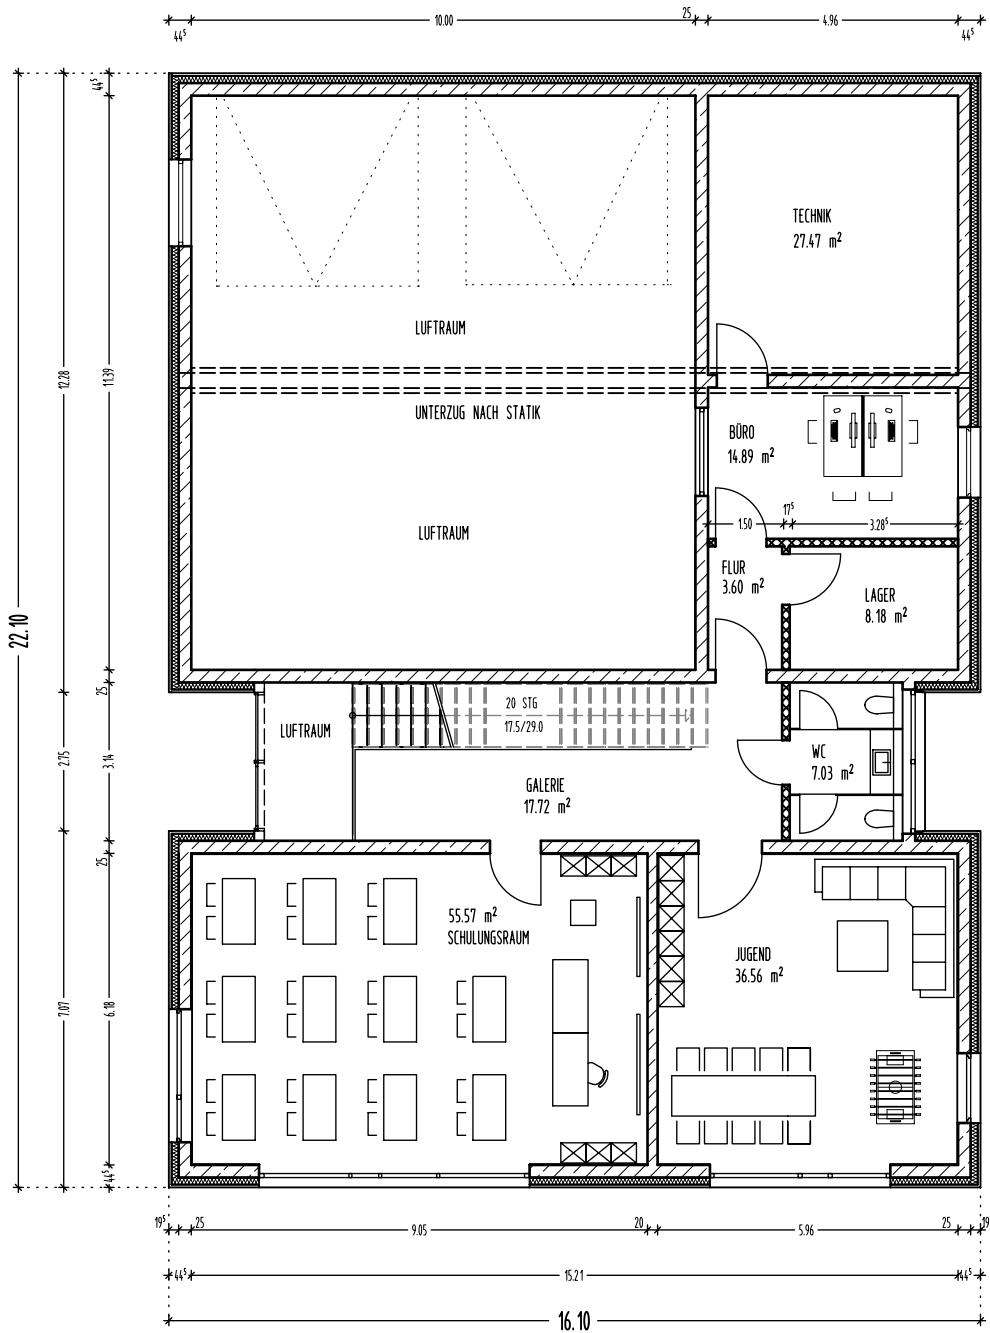 10.00
25
4.96
44⁵
44⁵
44⁵
TECHNIK
27.47 m²
LUFTRAUM
12.28
11.39
UNTERZUG NACH STATIK
BÜRO
14.89 m²
17⁵
1.50
3.28⁵
LUFTRAUM
FLUR
3.60 m²
LAGER
8.18 m²
22.10
25
20 STG
17.5/29.0
LUFTRAUM
2.75
3.14
WC
7.03 m²
GALERIE
17.72 m²
25
55.57 m²
SCHULUNGSRAUM
JUGEND
36.56 m²
7.07
6.18
44⁵
19⁵
25
9.05
20
5.96
25
19
44⁵
15.21
44⁵
16.10